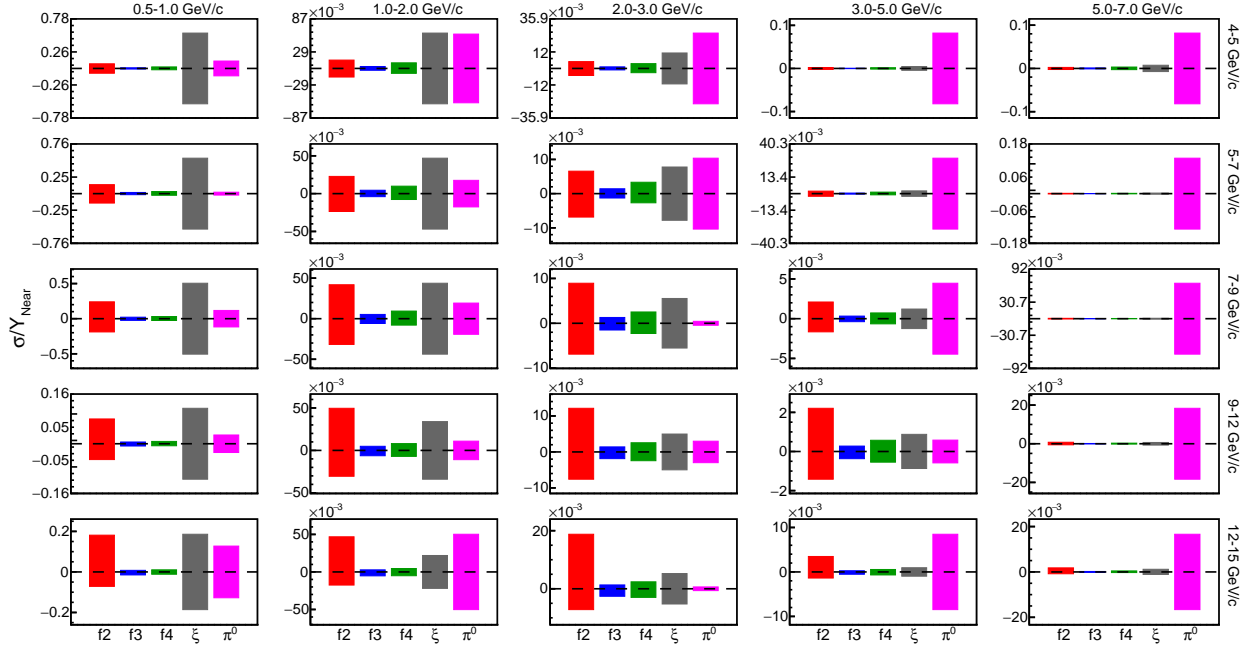 0.5-1.0 GeV/c 1.0-2.0 GeV/c 2.0-3.0 GeV/c 3.0-5.0 GeV/c 5.0-7.0 GeV/c
0.78 0.26 −0.26 −0.78
87 ×10⁻³ 29 −29 −87
35.9 ×10⁻³ 12 −12 −35.9
0.1 0 −0.1
0.1 0 −0.1
4-5 GeV/c
0.76 0.25 −0.25 −0.76
×10⁻³ 50 0 −50
×10⁻³ 10 0 −10
40.3 ×10⁻³ 13.4 −13.4 −40.3
0.18 0.06 −0.06 −0.18
5-7 GeV/c
σ/Y_Near
0.5 0 −0.5
×10⁻³ 50 0 −50
×10⁻³ 10 0 −10
×10⁻³ 5 0 −5
92 ×10⁻³ 30.7 −30.7 −92
7-9 GeV/c
0.16 0.05 −0.05 −0.16
×10⁻³ 50 0 −50
×10⁻³ 10 0 −10
×10⁻³ 2 0 −2
×10⁻³ 20 0 −20
9-12 GeV/c
0.2 0 −0.2
×10⁻³ 50 0 −50
×10⁻³ 20 0
×10⁻³ 10 0 −10
×10⁻³ 20 0 −20
12-15 GeV/c
f2 f3 f4 ξ π⁰ f2 f3 f4 ξ π⁰ f2 f3 f4 ξ π⁰ f2 f3 f4 ξ π⁰ f2 f3 f4 ξ π⁰